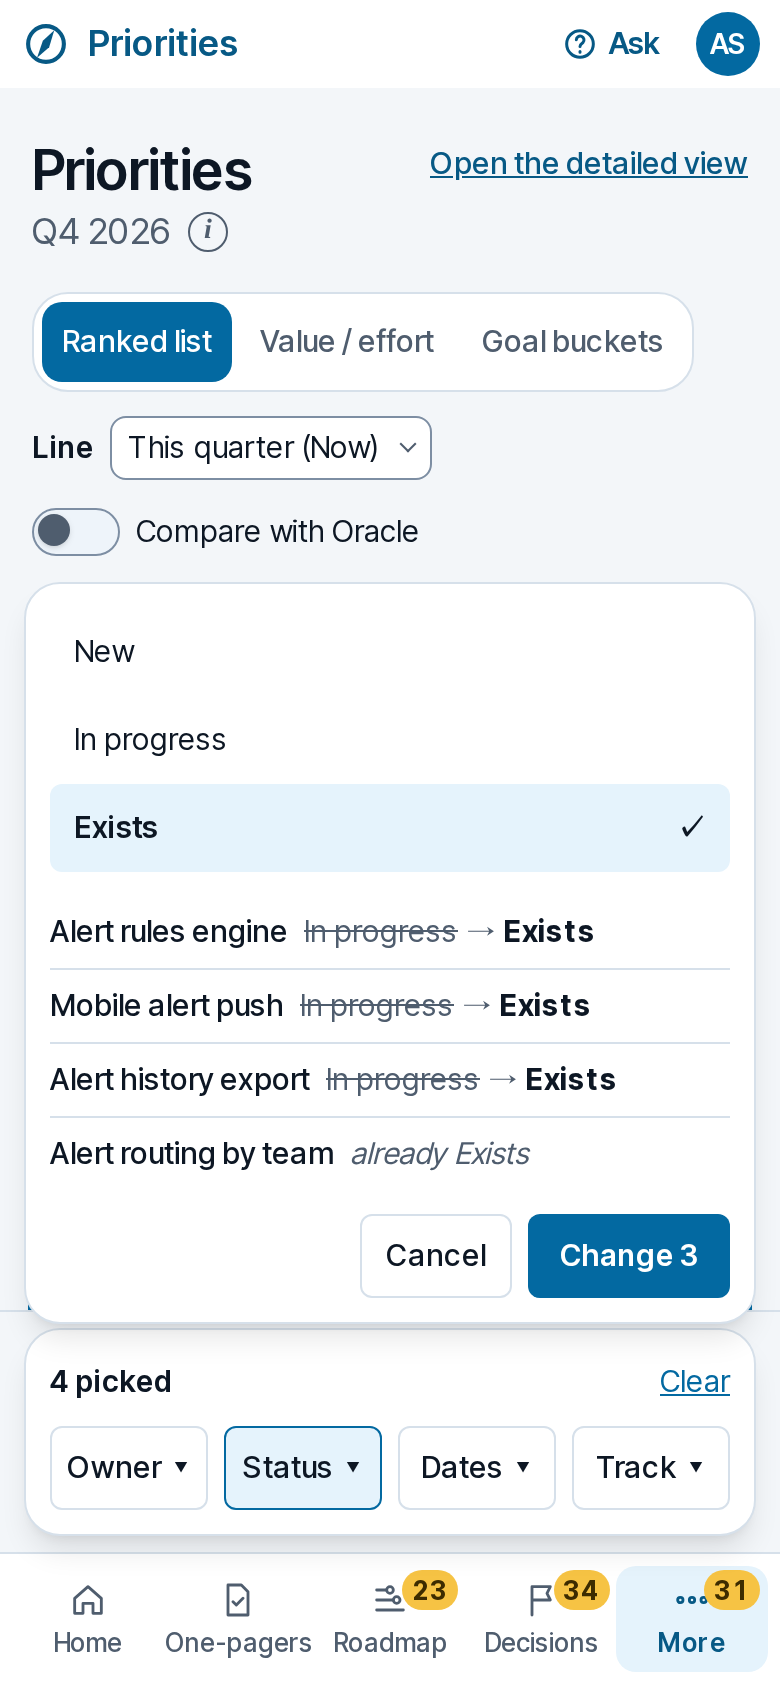 Priorities
Ask
AS
Priorities
Open the detailed view
Q4 2026 i
Ranked list
Value / effort
Goal buckets
Line
This quarter (Now)
Compare with Oracle
New
In progress
Exists ✓
Alert rules engine In progress → Exists
Mobile alert push In progress → Exists
Alert history export In progress → Exists
Alert routing by team already Exists
Cancel
Change 3
4 picked
Clear
Owner ▼
Status ▼
Dates ▼
Track ▼
23
34
31
Home
One-pagers
Roadmap
Decisions
More